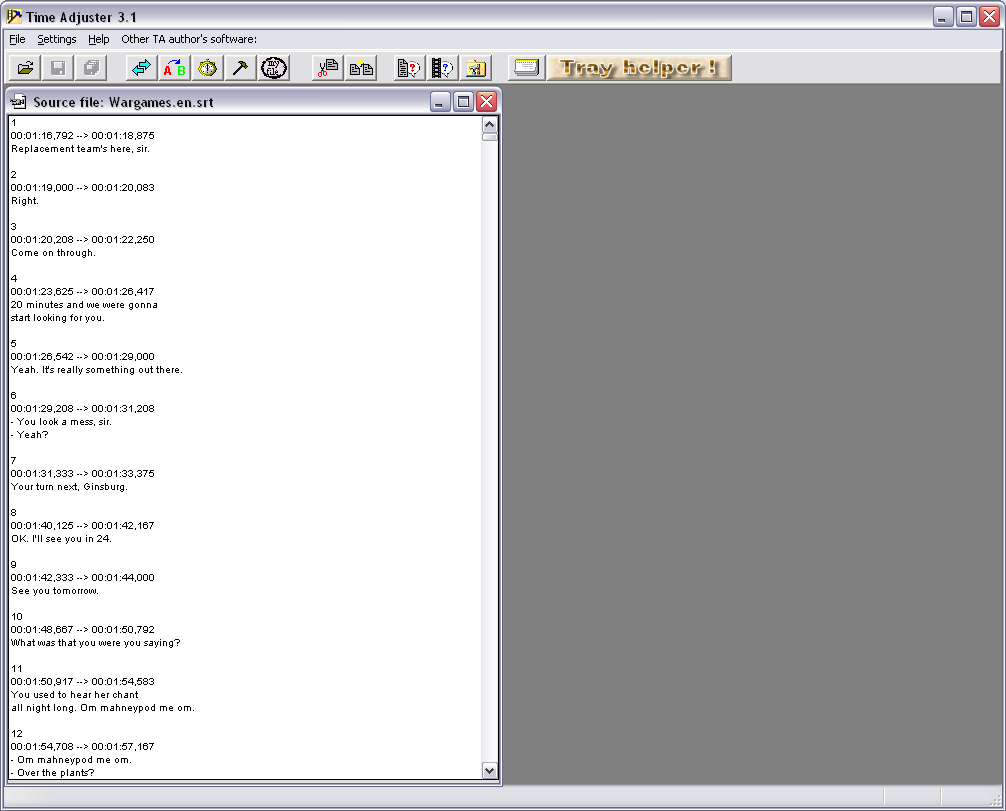 Time Adjuster 3.1
File Settings Help Other TA author's software:
Tray helper !
Source file: Wargames.en.srt
1
00:01:16,792 --> 00:01:18,875
Replacement team's here, sir.
2
00:01:19,000 --> 00:01:20,083
Right.
3
00:01:20,208 --> 00:01:22,250
Come on through.
4
00:01:23,625 --> 00:01:26,417
20 minutes and we were gonna
start looking for you.
5
00:01:26,542 --> 00:01:29,000
Yeah. It's really something out there.
6
00:01:29,208 --> 00:01:31,208
- You look a mess, sir.
- Yeah?
7
00:01:31,333 --> 00:01:33,375
Your turn next, Ginsburg.
8
00:01:40,125 --> 00:01:42,167
OK. I'll see you in 24.
9
00:01:42,333 --> 00:01:44,000
See you tomorrow.
10
00:01:48,667 --> 00:01:50,792
What was that you were you saying?
11
00:01:50,917 --> 00:01:54,583
You used to hear her chant
all night long. Om mahneypod me om.
12
00:01:54,708 --> 00:01:57,167
- Om mahneypod me om.
- Over the plants?